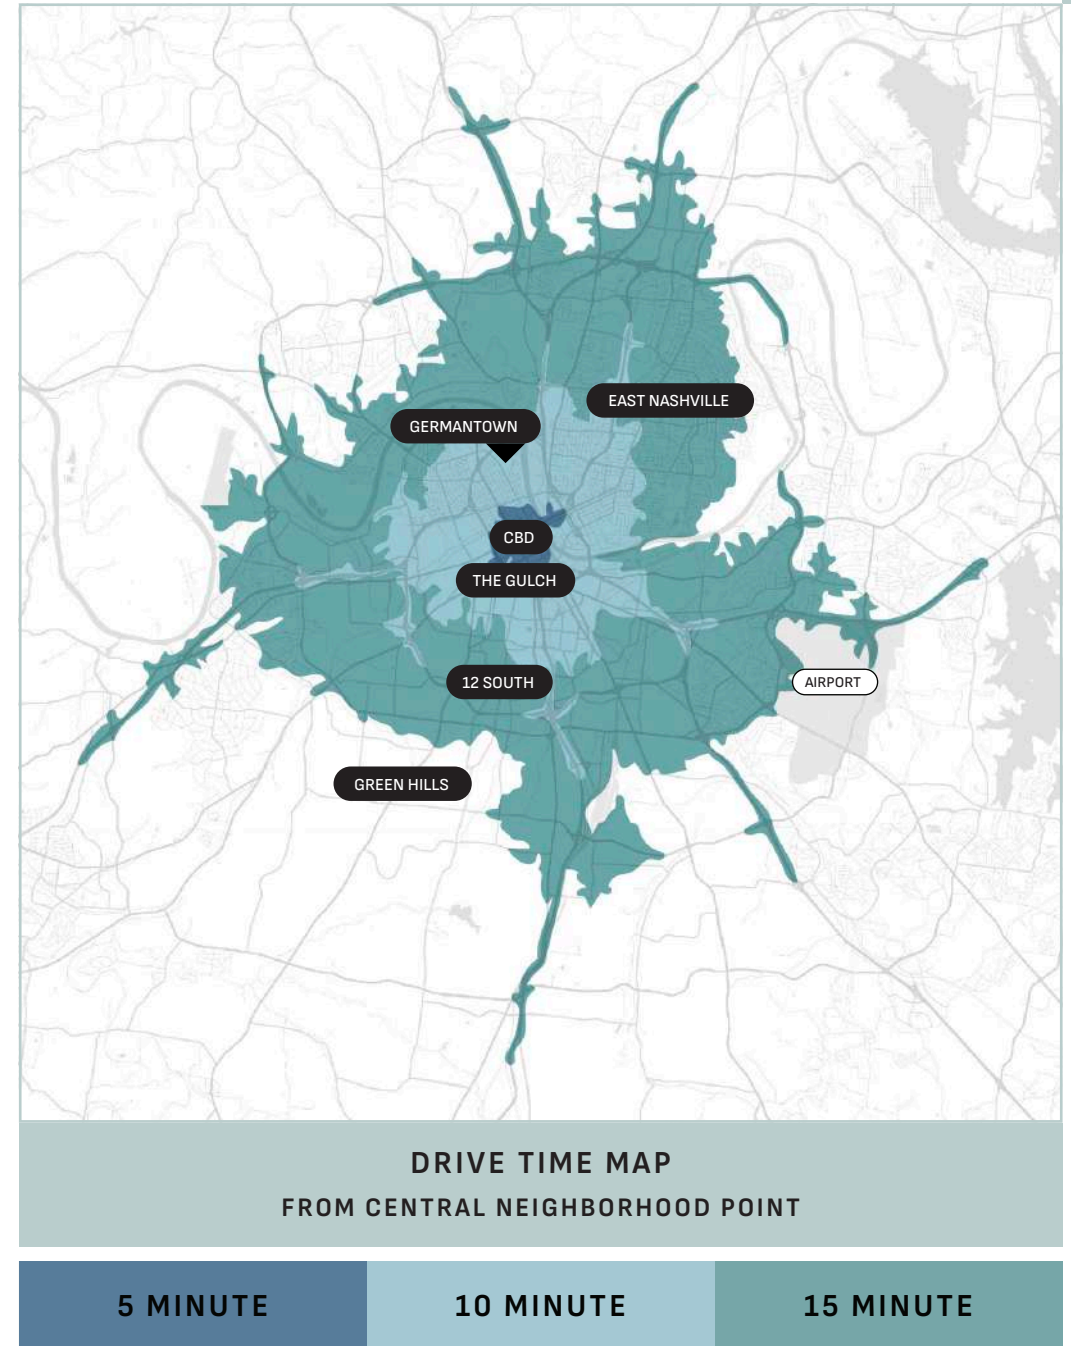 EAST NASHVILLE
GERMANTOWN
CBD
THE GULCH
12 SOUTH
AIRPORT
GREEN HILLS
DRIVE TIME MAP
FROM CENTRAL NEIGHBORHOOD POINT
5 MINUTE
10 MINUTE
15 MINUTE